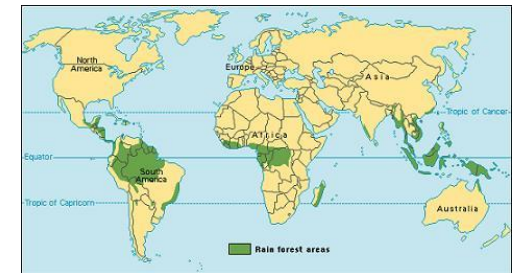 North
America
Europe
Asia
Tropic of Cancer
Africa
Equator
South
America
Tropic of Capricorn
Australia
Rain forest areas